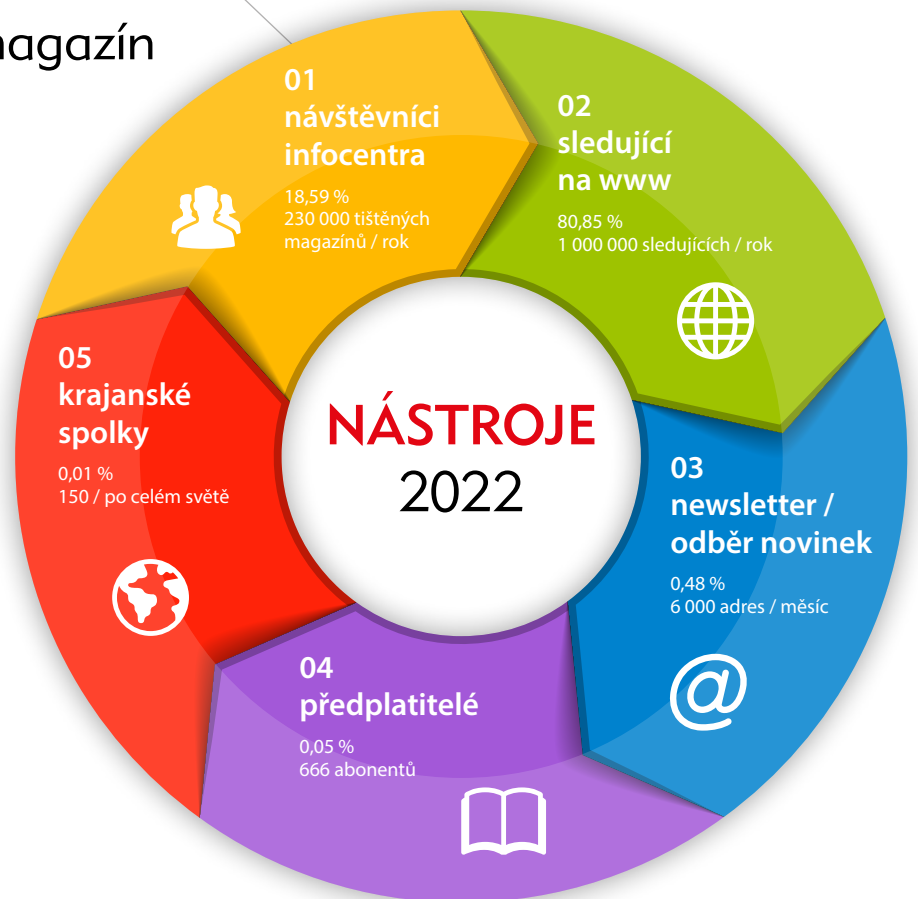 magazín
01
návštěvníci
infocentra
18,59 %
230 000 tištěných
magazínů / rok
02
sledující
na www
80,85 %
1 000 000 sledujících / rok
03
newsletter /
odběr novinek
0,48 %
6 000 adres / měsíc
04
předplatitelé
0,05 %
666 abonentů
05
krajanské
spolky
0,01 %
150 / po celém světě
NÁSTROJE
2022
@